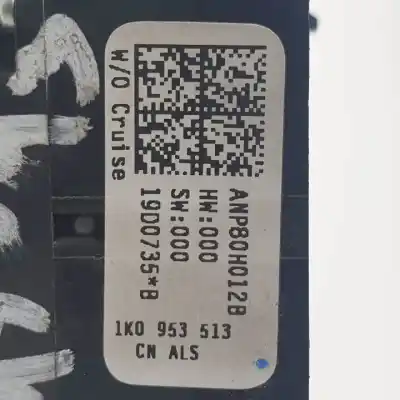 W/O Cruise
ANP80H012B
HW:000
SW:000
19D0735*B
1K0 953 513
CN ALS